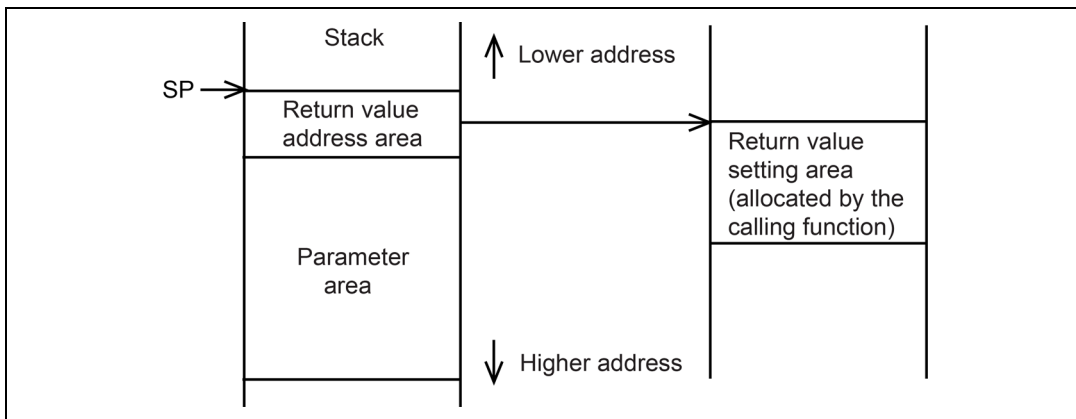 Stack
Lower address
SP
Return value
address area
Return value
setting area
(allocated by the
calling function)
Parameter
area
Higher address